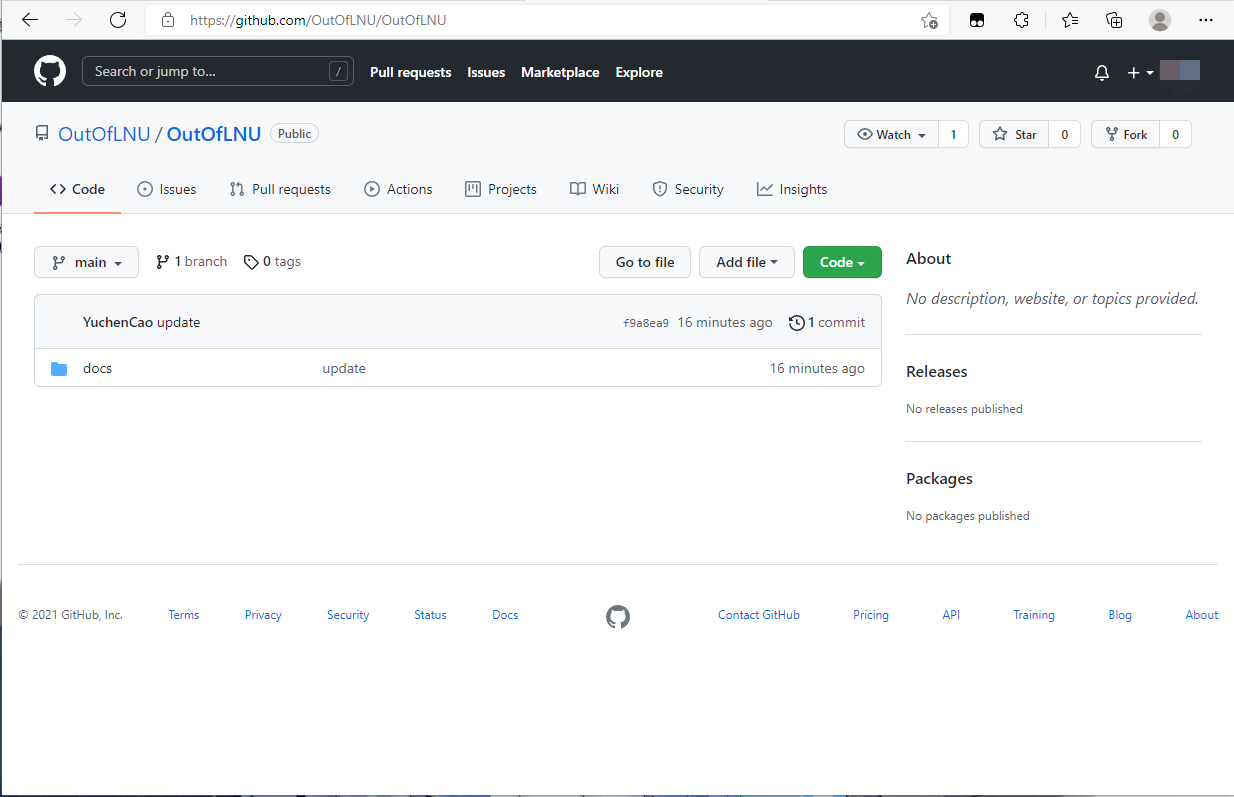 https://github.com/OutOfLNU/OutOfLNU
Search or jump to... / Pull requests Issues Marketplace Explore
OutOfLNU / OutOfLNU Public Watch 1 Star 0 Fork 0
Code Issues Pull requests Actions Projects Wiki Security Insights
main 1 branch 0 tags Go to file Add file Code
YuchenCao update f9a8ea9 16 minutes ago 1 commit
docs update 16 minutes ago
About
No description, website, or topics provided.
Releases
No releases published
Packages
No packages published
© 2021 GitHub, Inc. Terms Privacy Security Status Docs Contact GitHub Pricing API Training Blog About